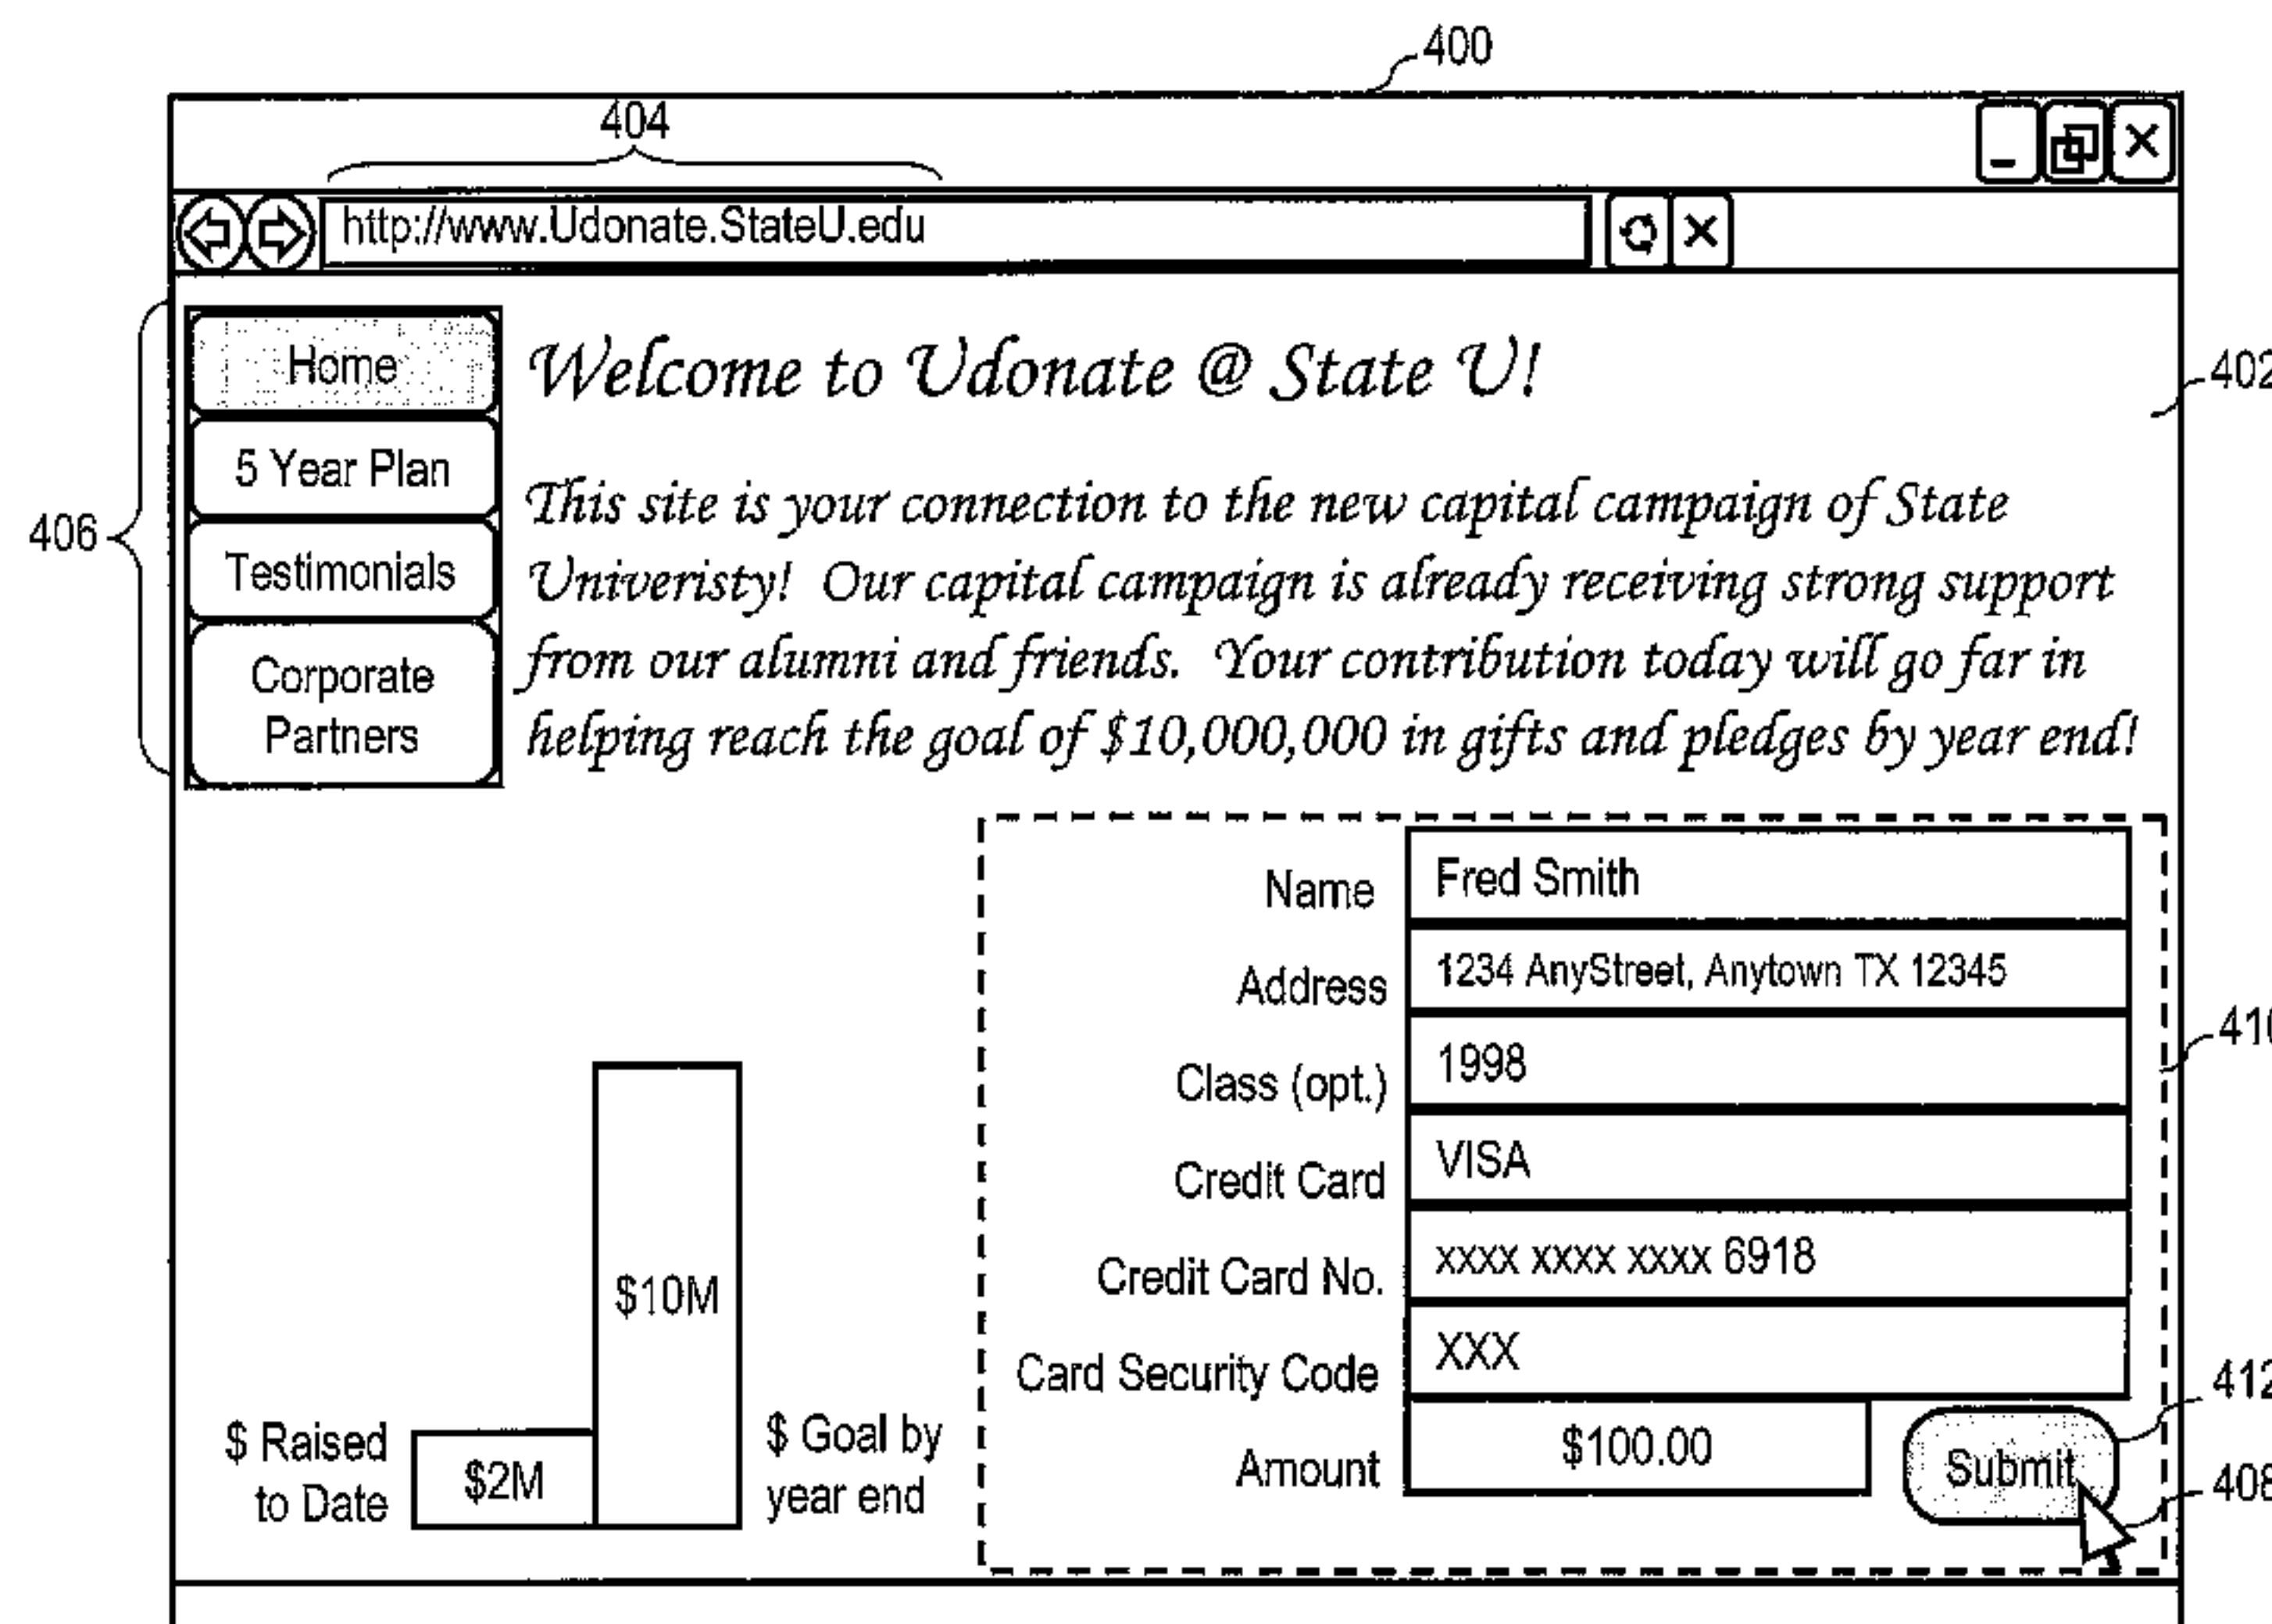 400
404
http://www.Udonate.StateU.edu
406
Home
5 Year Plan
Testimonials
Corporate
Partners
Welcome to Udonate @ State U!
402
This site is your connection to the new capital campaign of State
Univeristy! Our capital campaign is already receiving strong support
from our alumni and friends. Your contribution today will go far in
helping reach the goal of $10,000,000 in gifts and pledges by year end!
$ Raised
to Date
$2M
$10M
$ Goal by
year end
Name Fred Smith
Address 1234 AnyStreet, Anytown TX 12345
Class (opt.) 1998
Credit Card VISA
Credit Card No. xxxx xxxx xxxx 6918
Card Security Code XXX
Amount $100.00
Submit
410
412
408